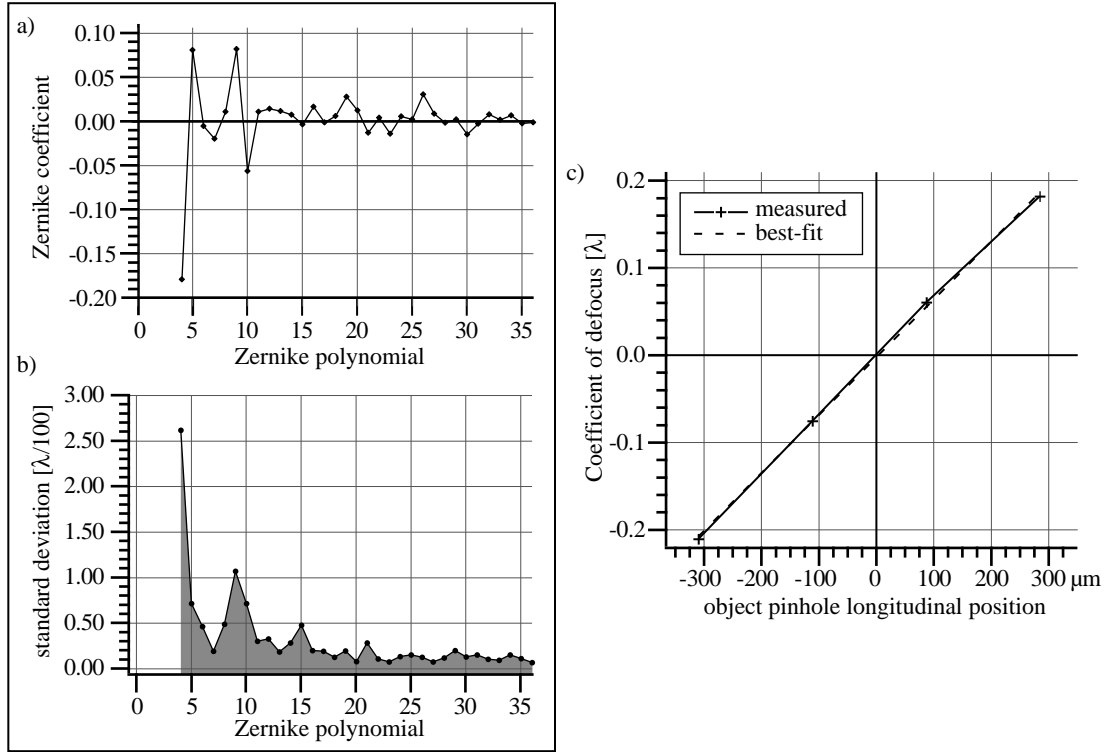 a)
Zernike coefficient
0.10
0.05
0.00
-0.05
-0.10
-0.15
-0.20
0 5 10 15 20 25 30 35
Zernike polynomial
b)
standard deviation [λ/100]
3.00
2.50
2.00
1.50
1.00
0.50
0.00
0 5 10 15 20 25 30 35
Zernike polynomial
c)
Coefficient of defocus [λ]
0.2
0.1
0.0
-0.1
-0.2
measured
best-fit
-300 -200 -100 0 100 200 300 µm
object pinhole longitudinal position